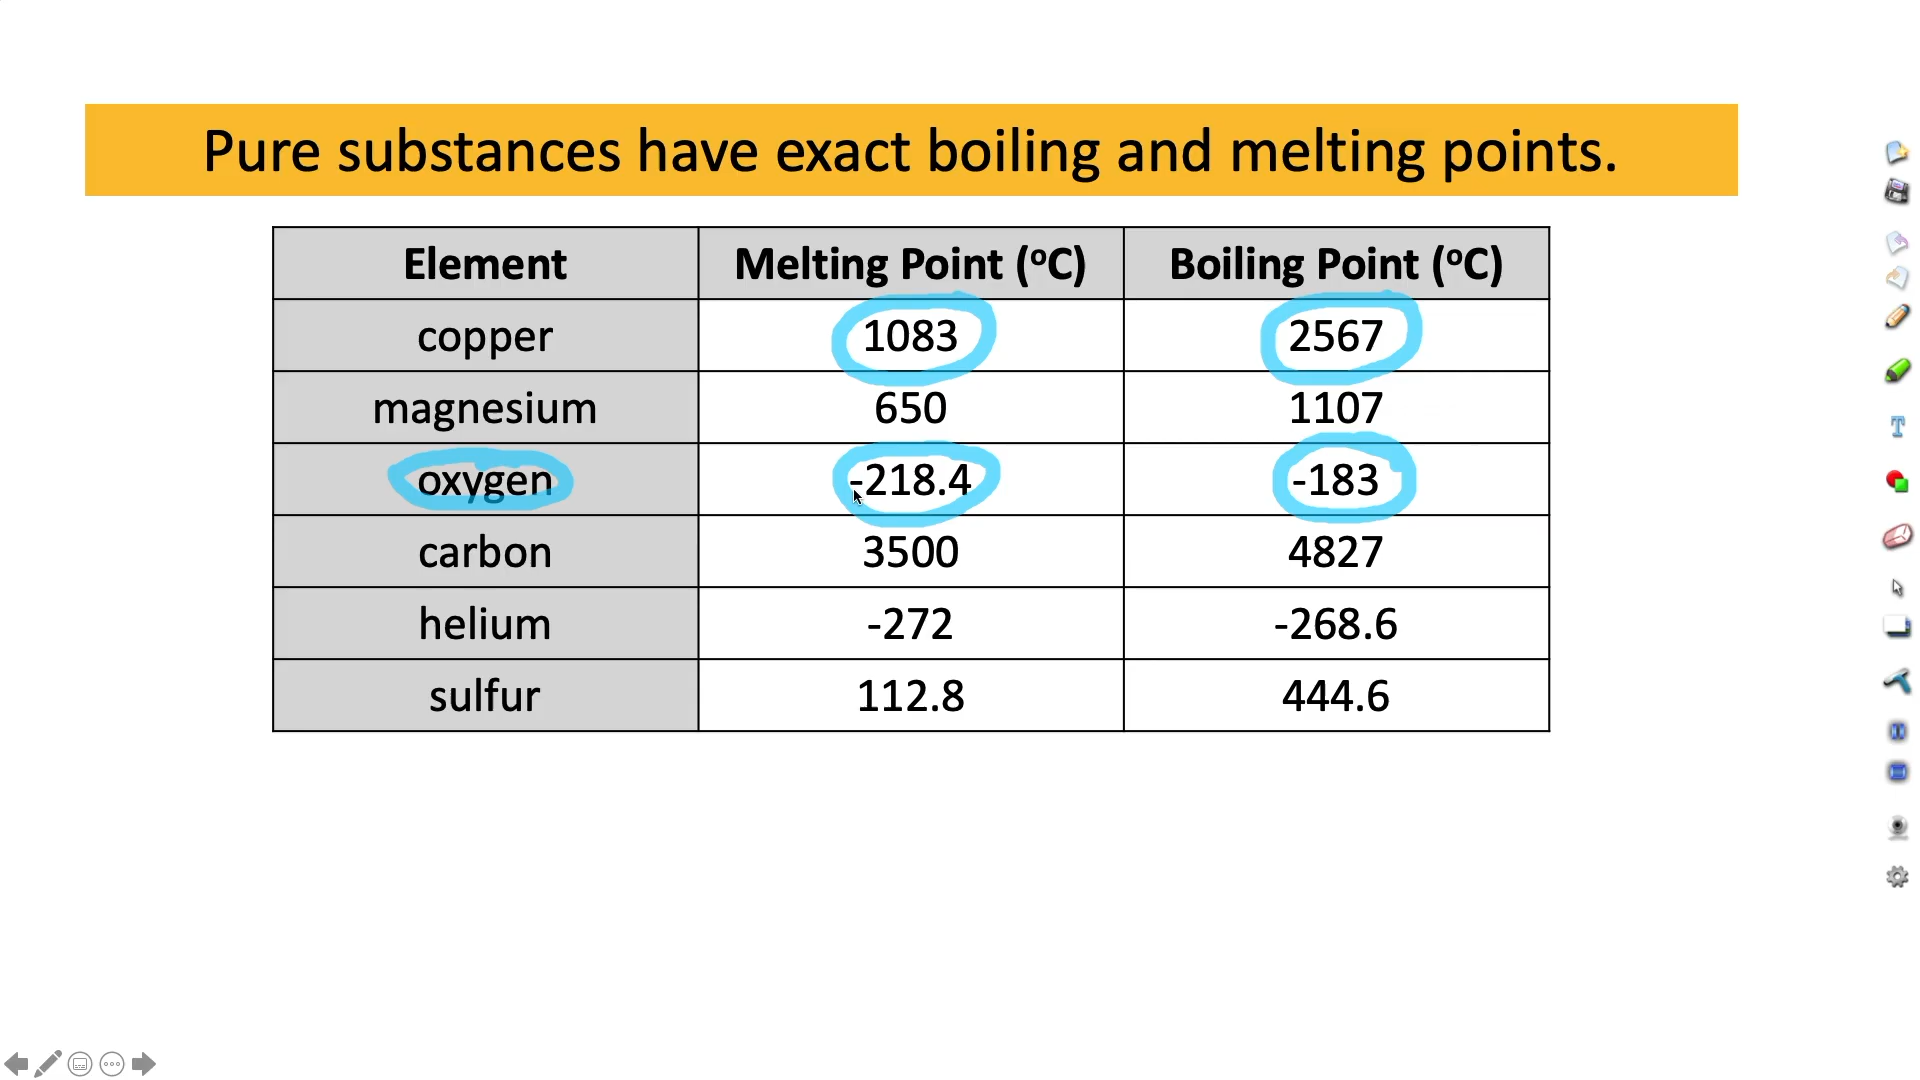 Pure substances have exact boiling and melting points.
Element Melting Point (ºC) Boiling Point (ºC)
copper 1083 2567
magnesium 650 1107
oxygen -218.4 -183
carbon 3500 4827
helium -272 -268.6
sulfur 112.8 444.6
T